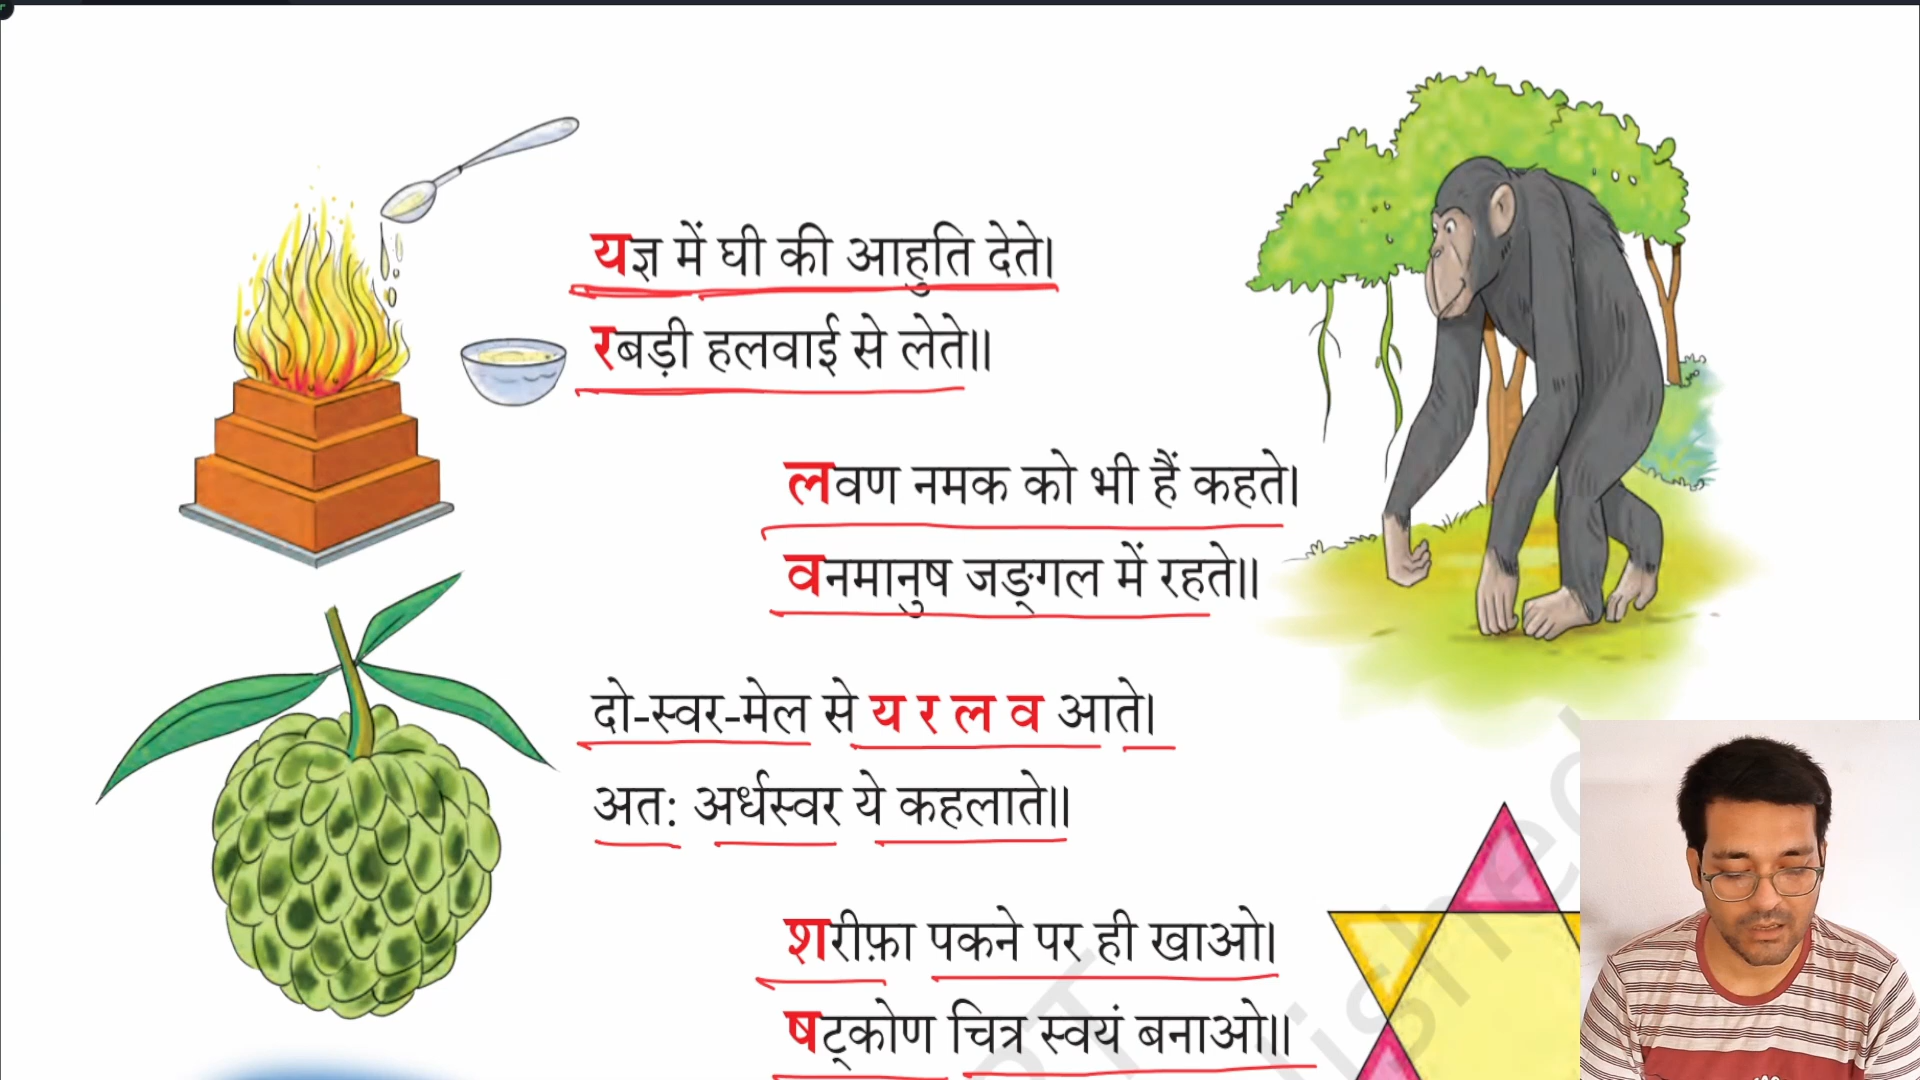 यज्ञ में घी की आहुति देते।
रबड़ी हलवाई से लेते॥
लवण नमक को भी हैं कहते।
वनमानुष जङ्गल में रहते॥
दो-स्वर-मेल से य र ल व आते।
अत: अर्धस्वर ये कहलाते॥
शरीफ़ा पकने पर ही खाओ।
षट्कोण चित्र स्वयं बनाओ॥